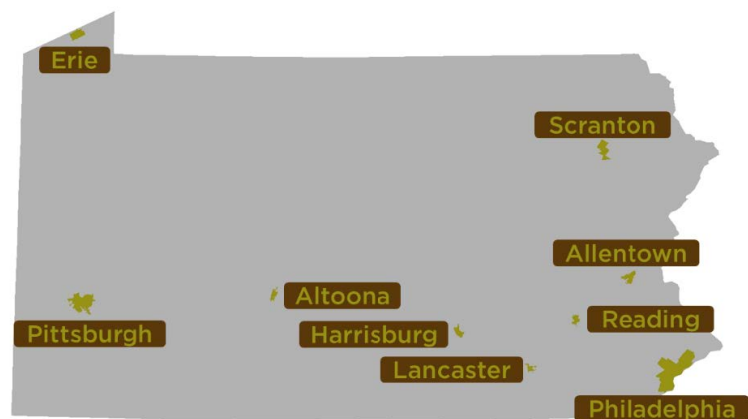 Erie
Scranton
Allentown
Altoona
Pittsburgh
Harrisburg
Reading
Lancaster
Philadelphia